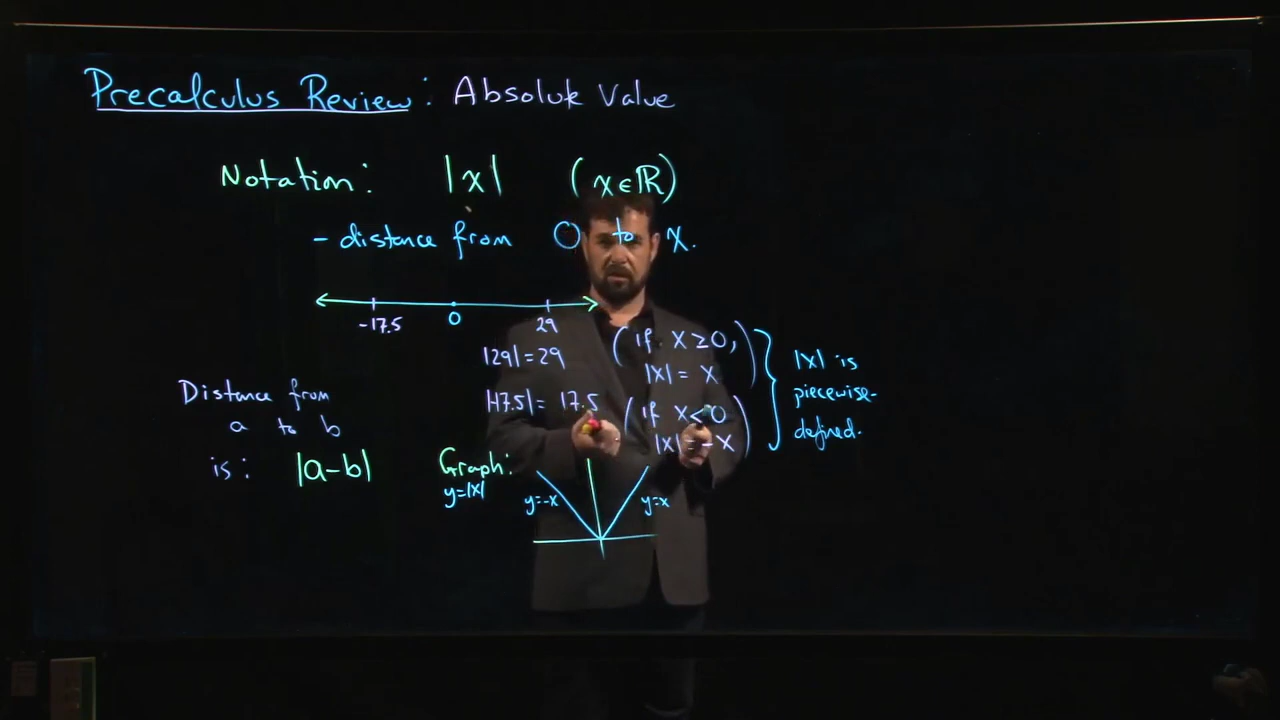 Precalculus Review: Absolute Value
Notation: |x| (x∈ℝ)
- distance from 0 to x.
-17.5 0 29
|29| = 29
|-17.5| = 17.5
(if x ≥ 0,
|x| = x)
(if x < 0
|x| = -x)
|x| is
piecewise-
defined.
Distance from
a to b
is: |a-b|
Graph:
y=|x|
y=-x y=x